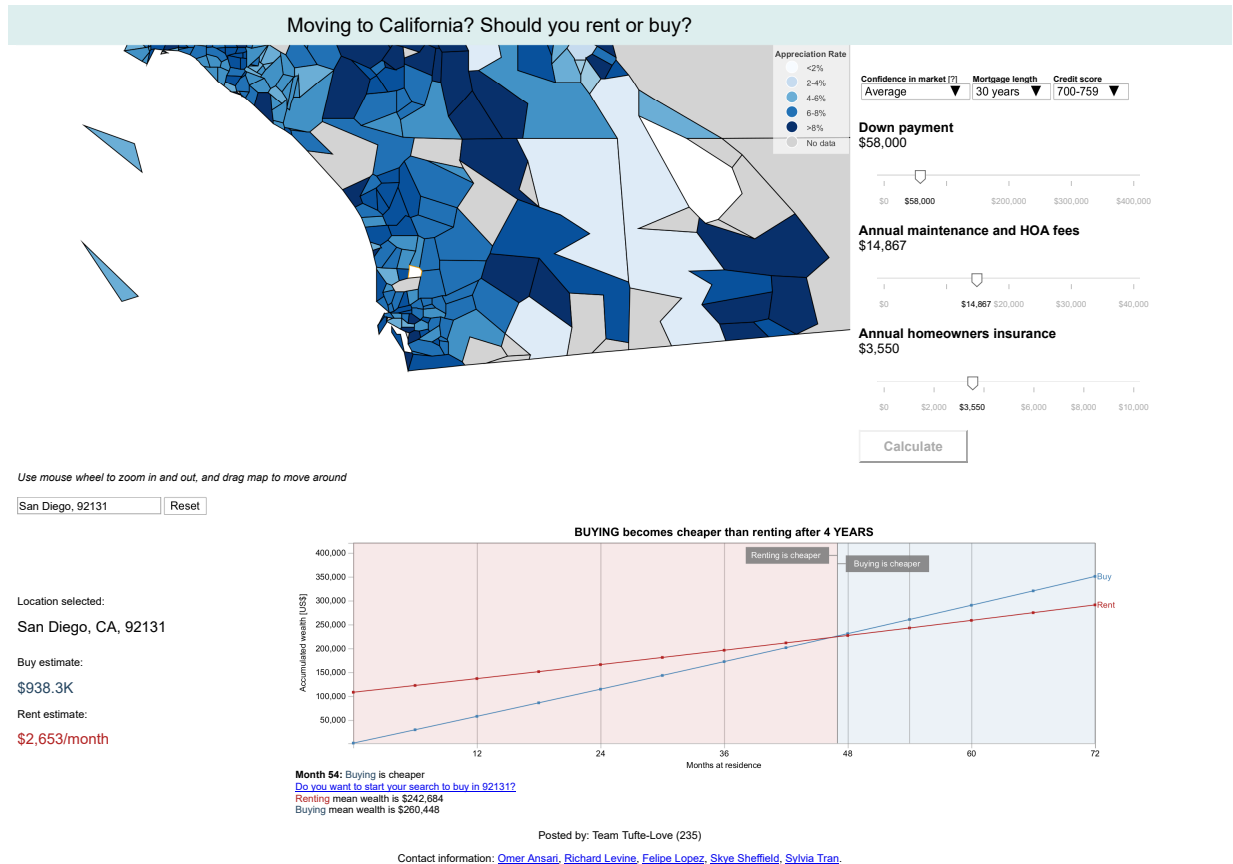 Moving to California? Should you rent or buy?
Appreciation Rate
<2%
2-4%
4-6%
6-8%
>8%
No data
Confidence in market [?] Mortgage length Credit score
Average ▼ 30 years ▼ 700-759 ▼
Down payment
$58,000
$0 $58,000 $200,000 $300,000 $400,000
Annual maintenance and HOA fees
$14,867
$0 $14,867 $20,000 $30,000 $40,000
Annual homeowners insurance
$3,550
$0 $2,000 $3,550 $6,000 $8,000 $10,000
Calculate
Use mouse wheel to zoom in and out, and drag map to move around
San Diego, 92131 Reset
Location selected:
San Diego, CA, 92131
Buy estimate:
$938.3K
Rent estimate:
$2,653/month
BUYING becomes cheaper than renting after 4 YEARS
Accumulated wealth [US$]
400,000
350,000
300,000
250,000
200,000
150,000
100,000
50,000
Renting is cheaper
Buying is cheaper
Buy
Rent
12 24 36 48 60 72
Months at residence
Month 54: Buying is cheaper
Do you want to start your search to buy in 92131?
Renting mean wealth is $242,684
Buying mean wealth is $260,448
Posted by: Team Tufte-Love (235)
Contact information: Omer Ansari, Richard Levine, Felipe Lopez, Skye Sheffield, Sylvia Tran.